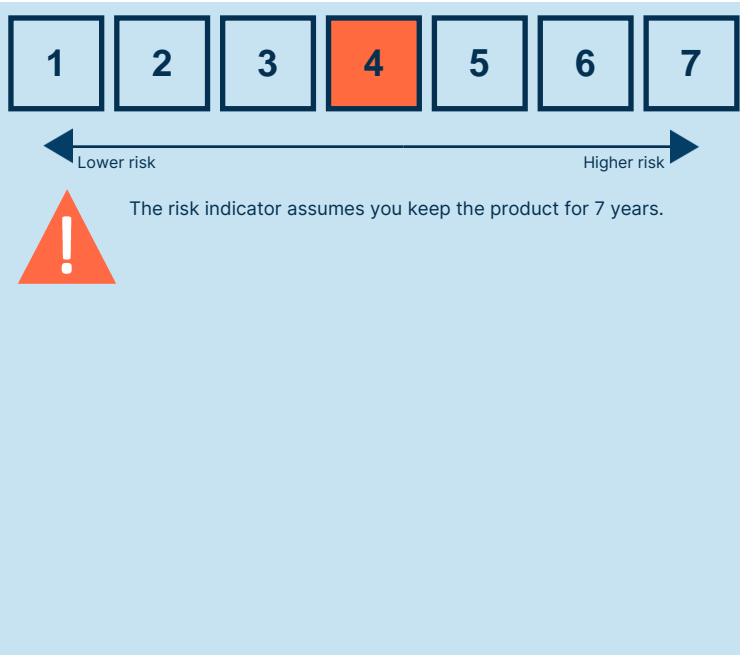 1 2 3 4 5 6 7
Lower risk Higher risk
The risk indicator assumes you keep the product for 7 years.
!